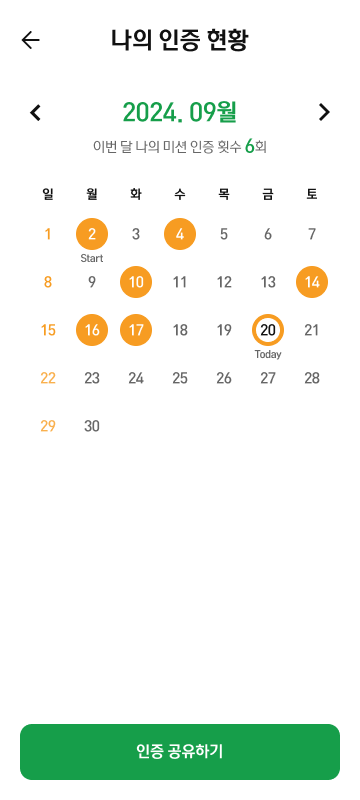 나의 인증 현황
2024. 09월
이번 달 나의 미션 인증 횟수 6회
일 월 화 수 목 금 토
1 2 3 4 5 6 7
Start
8 9 10 11 12 13 14
15 16 17 18 19 20 21
Today
22 23 24 25 26 27 28
29 30
인증 공유하기